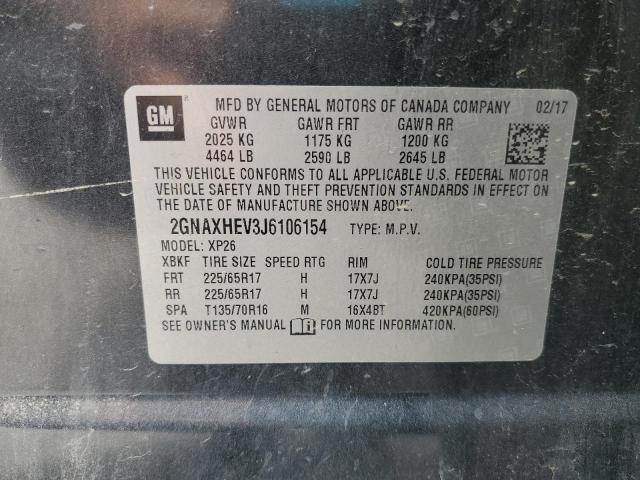 GM
MFD BY GENERAL MOTORS OF CANADA COMPANY 02/17
GVWR GAWR FRT GAWR RR
2025 KG 1175 KG 1200 KG
4464 LB 2590 LB 2645 LB
THIS VEHICLE CONFORMS TO ALL APPLICABLE U.S. FEDERAL MOTOR
VEHICLE SAFETY AND THEFT PREVENTION STANDARDS IN EFFECT ON
THE DATE OF MANUFACTURE SHOWN ABOVE.
2GNAXHEV3J6106154 TYPE: M.P.V.
MODEL: XP26
XBKF TIRE SIZE SPEED RTG RIM COLD TIRE PRESSURE
FRT 225/65R17 H 17X7J 240KPA(35PSI)
RR 225/65R17 H 17X7J 240KPA(35PSI)
SPA T135/70R16 M 16X4BT 420KPA(60PSI)
SEE OWNER'S MANUAL FOR MORE INFORMATION.